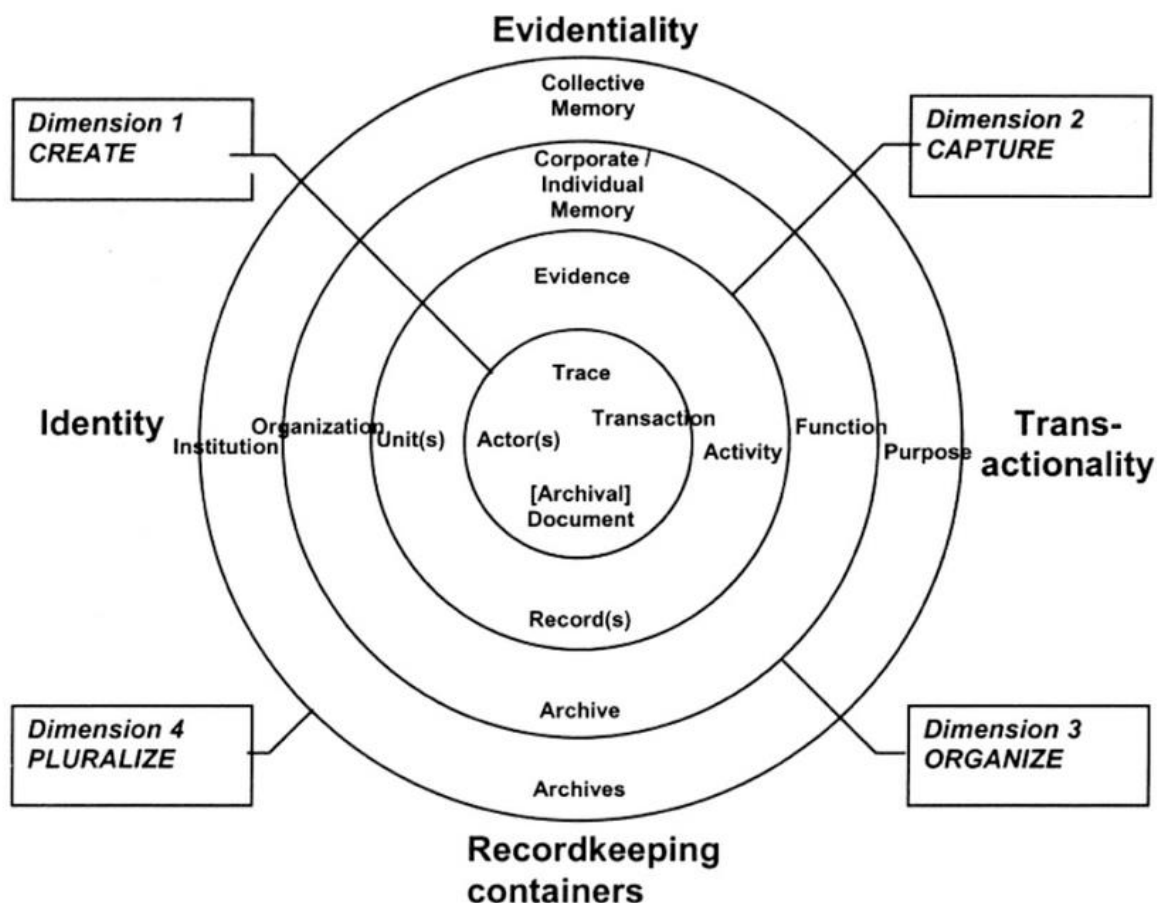 Evidentiality
Collective
Memory
Dimension 1
CREATE
Dimension 2
CAPTURE
Corporate /
Individual
Memory
Evidence
Trace
Identity
Institution
Organization
Unit(s)
Actor(s)
Transaction
Activity
Function
Purpose
Trans-
actionality
[Archival]
Document
Record(s)
Archive
Dimension 4
PLURALIZE
Dimension 3
ORGANIZE
Archives
Recordkeeping
containers